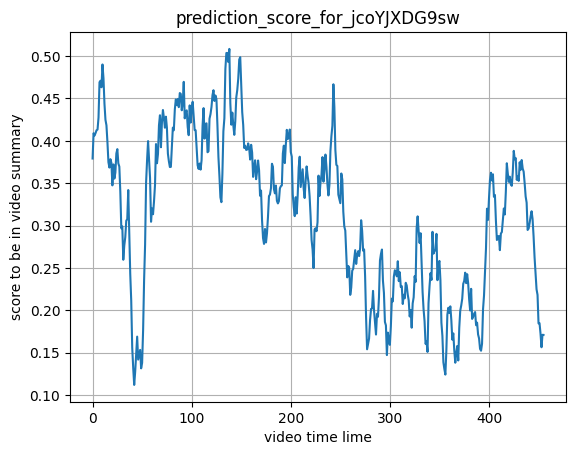 prediction_score_for_jcoYJXDG9sw
score to be in video summary
0.50
0.45
0.40
0.35
0.30
0.25
0.20
0.15
0.10
0 100 200 300 400
video time lime